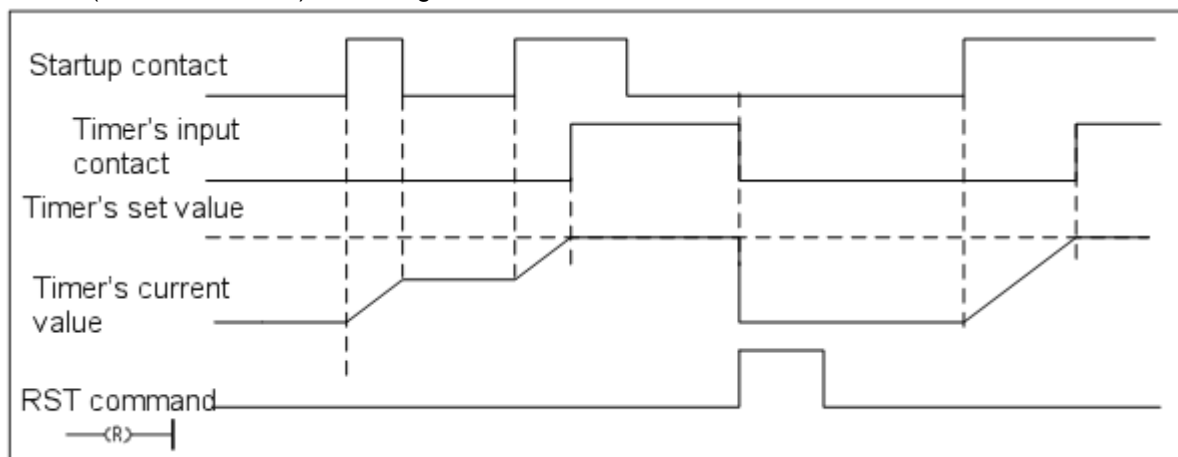 Startup contact
Timer's input
contact
Timer's set value
Timer's current
value
RST command
(R)